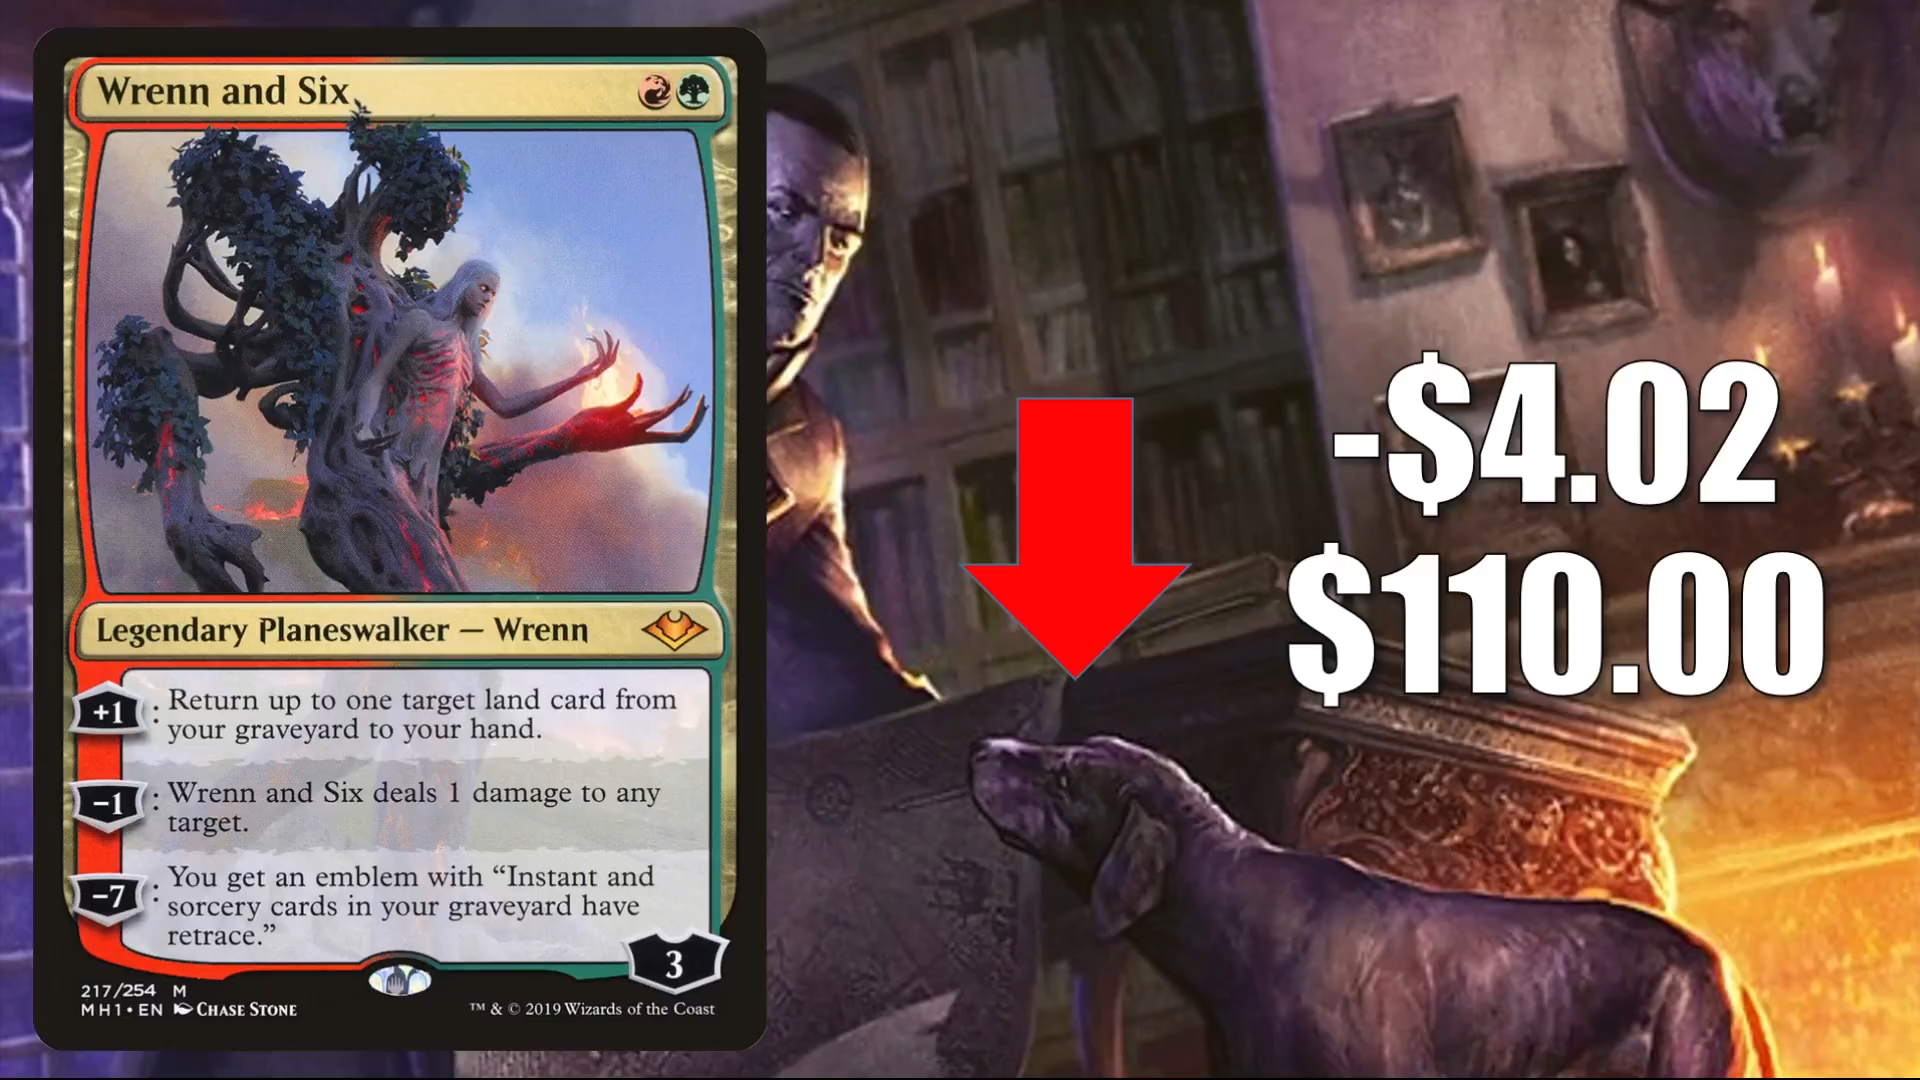 Wrenn and Six
Legendary Planeswalker — Wrenn
+1 : Return up to one target land card from
your graveyard to your hand.
−1 : Wrenn and Six deals 1 damage to any
target.
−7 : You get an emblem with “Instant and
sorcery cards in your graveyard have
retrace.”
3
217/254 M
MH1 • EN Chase Stone
™ & © 2019 Wizards of the Coast
-$4.02
$110.00